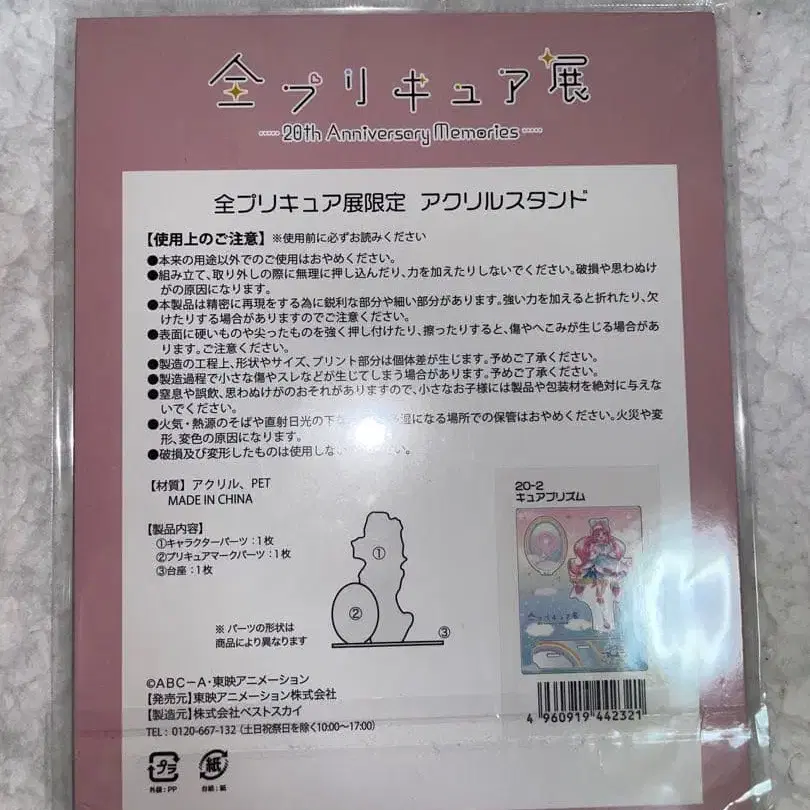 全プリキュア展
20th Anniversary Memories
全プリキュア展限定 アクリルスタンド
【使用上のご注意】※使用前に必ずお読みください
●本来の用途以外でのご使用はおやめください。
●組み立て、取り外しの際に無理に押し込んだり、力を加えたりしないでください。破損や思わぬけ
がの原因になります。
●本製品は精密に再現をする為に鋭利な部分や細い部分があります。強い力を加えると折れたり、欠
けたりする場合がありますのでご注意ください。
●表面に硬いものや尖ったものを強く押し付けたり、擦ったりすると、傷やへこみが生じる場合があ
ります。ご注意ください。
●製造の工程上、形状やサイズ、プリント部分は個体差が生じます。予めご了承ください。
●製造過程で小さな傷やスレなどが生じてしまう場合があります。予めご了承ください。
●窒息や誤飲、思わぬけがのおそれがありますので、小さなお子様には製品や包装材を絶対に与えな
いでください。
●火気・熱源のそばや直射日光の下 湿になる場所での保管はおやめください。火災や変
形、変色の原因になります。
●破損及び変形したものは使用しない ください。
【材質】アクリル、PET
MADE IN CHINA
【製品内容】
①キャラクターパーツ：1枚
②プリキュアマークパーツ：1枚
③台座：1枚
①
②
③
※パーツの形状は
商品により異なります
20-2
キュアプリズム
全プリキュア展
©ABC－A・東映アニメーション
【発売元】東映アニメーション株式会社
【製造元】株式会社ベストスカイ
TEL：0120-667-132（土日祝祭日を除く10:00～17:00）
4 960919 442321
プラ
外袋：PP
紙
台紙：紙